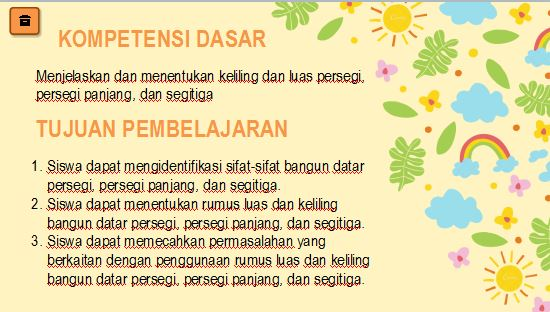 KOMPETENSI DASAR
Menjelaskan dan menentukan keliling dan luas persegi,
persegi panjang, dan segitiga
TUJUAN PEMBELAJARAN
1. Siswa dapat mengidentifikasi sifat-sifat bangun datar
persegi, persegi panjang, dan segitiga.
2. Siswa dapat menentukan rumus luas dan keliling
bangun datar persegi, persegi panjang, dan segitiga.
3. Siswa dapat memecahkan permasalahan yang
berkaitan dengan penggunaan rumus luas dan keliling
bangun datar persegi, persegi panjang, dan segitiga.